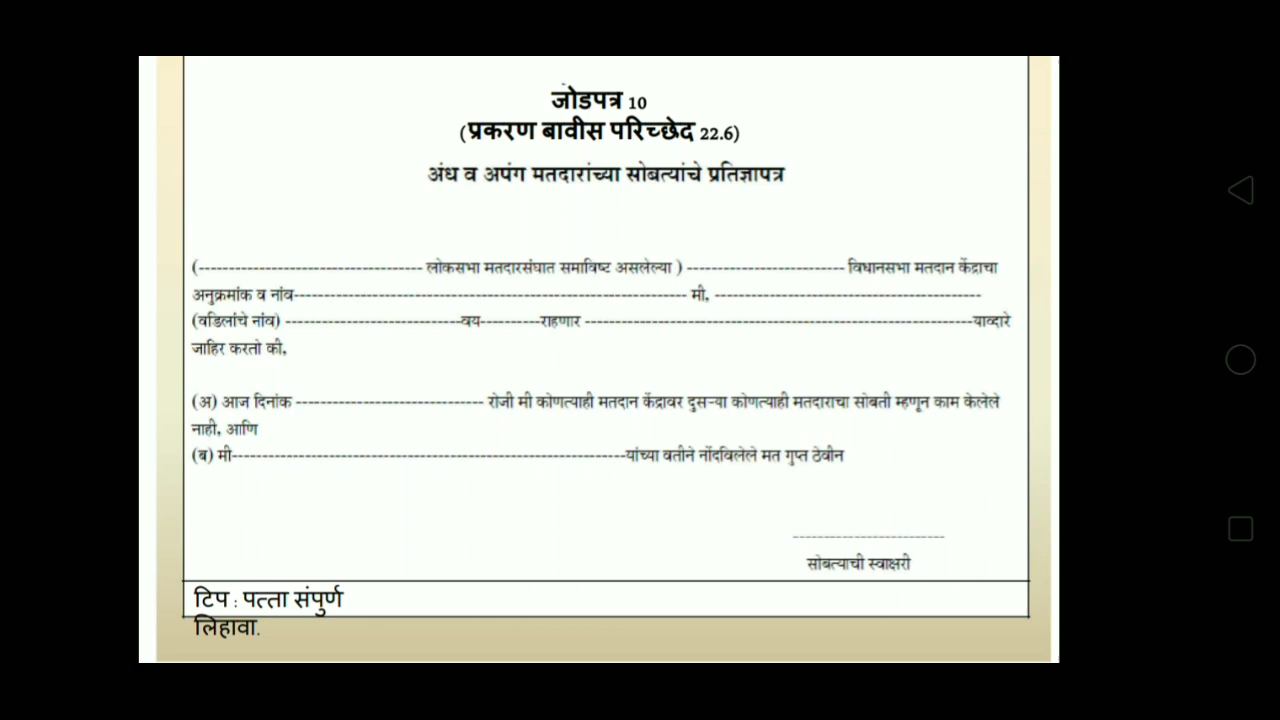 जोडपत्र 10
(प्रकरण बावीस परिच्छेद 22.6)
अंध व अपंग मतदारांच्या सोबत्यांचे प्रतिज्ञापत्र
(-------------------------------------- लोकसभा मतदारसंघात समाविष्ट असलेल्या ) --------------------------- विधानसभा मतदान केंद्राचा
अनुक्रमांक व नांव------------------------------------------------------------------ मी, ---------------------------------------------
(वडिलांचे नांव) ------------------------------वय----------राहणार -----------------------------------------------------------------याव्दारे
जाहिर करतो की,
(अ) आज दिनांक -------------------------------- रोजी मी कोणत्याही मतदान केंद्रावर दुसऱ्या कोणत्याही मतदाराचा सोबती म्हणून काम केलेले
नाही, आणि
(ब) मी------------------------------------------------------------------यांच्या वतीने नोंदविलेले मत गुप्त ठेवीन
--------------------------
सोबत्याची स्वाक्षरी
टिप : पत्ता संपुर्ण
लिहावा.